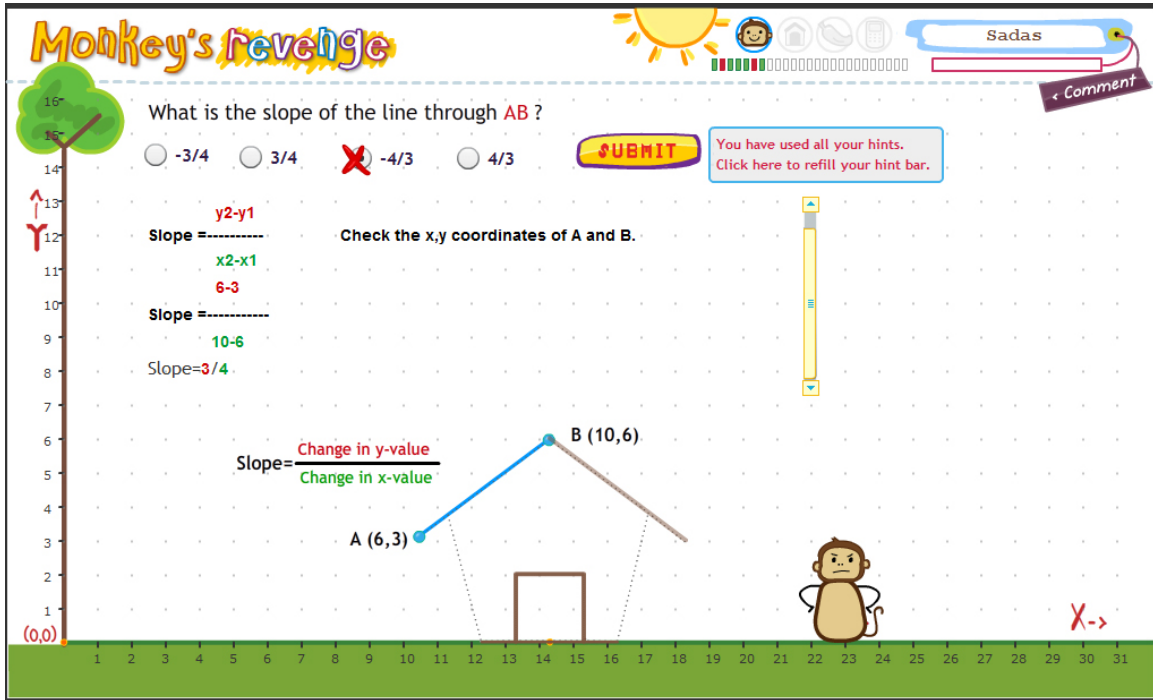 Monkey's revenge
Sadas
< Comment
What is the slope of the line through AB ?
-3/4
3/4
-4/3
4/3
SUBMIT
You have used all your hints.
Click here to refill your hint bar.
y2-y1
Slope =----------
x2-x1
Check the x,y coordinates of A and B.
6-3
Slope =-----------
10-6
Slope=3/4
Slope=
Change in y-value
Change in x-value
B (10,6)
A (6,3)
Y
16
15
14
13
12
11
10
9
8
7
6
5
4
3
2
1
(0,0)
X->
1 2 3 4 5 6 7 8 9 10 11 12 13 14 15 16 17 18 19 20 21 22 23 24 25 26 27 28 29 30 31